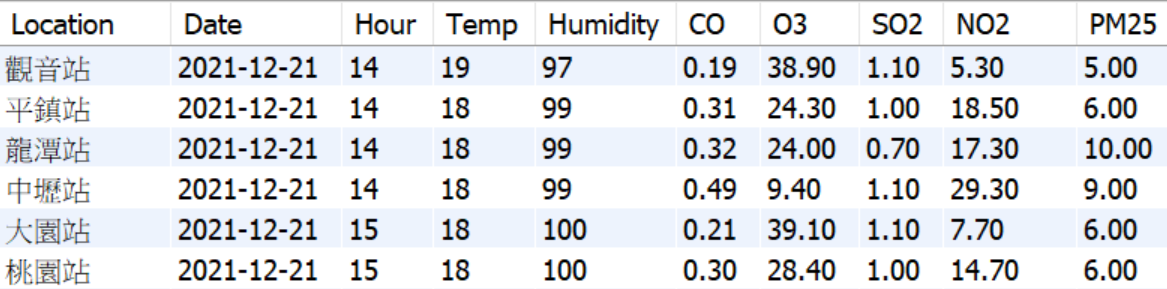 Location Date Hour Temp Humidity CO O3 SO2 NO2 PM25
觀音站 2021-12-21 14 19 97 0.19 38.90 1.10 5.30 5.00
平鎮站 2021-12-21 14 18 99 0.31 24.30 1.00 18.50 6.00
龍潭站 2021-12-21 14 18 99 0.32 24.00 0.70 17.30 10.00
中壢站 2021-12-21 14 18 99 0.49 9.40 1.10 29.30 9.00
大園站 2021-12-21 15 18 100 0.21 39.10 1.10 7.70 6.00
桃園站 2021-12-21 15 18 100 0.30 28.40 1.00 14.70 6.00